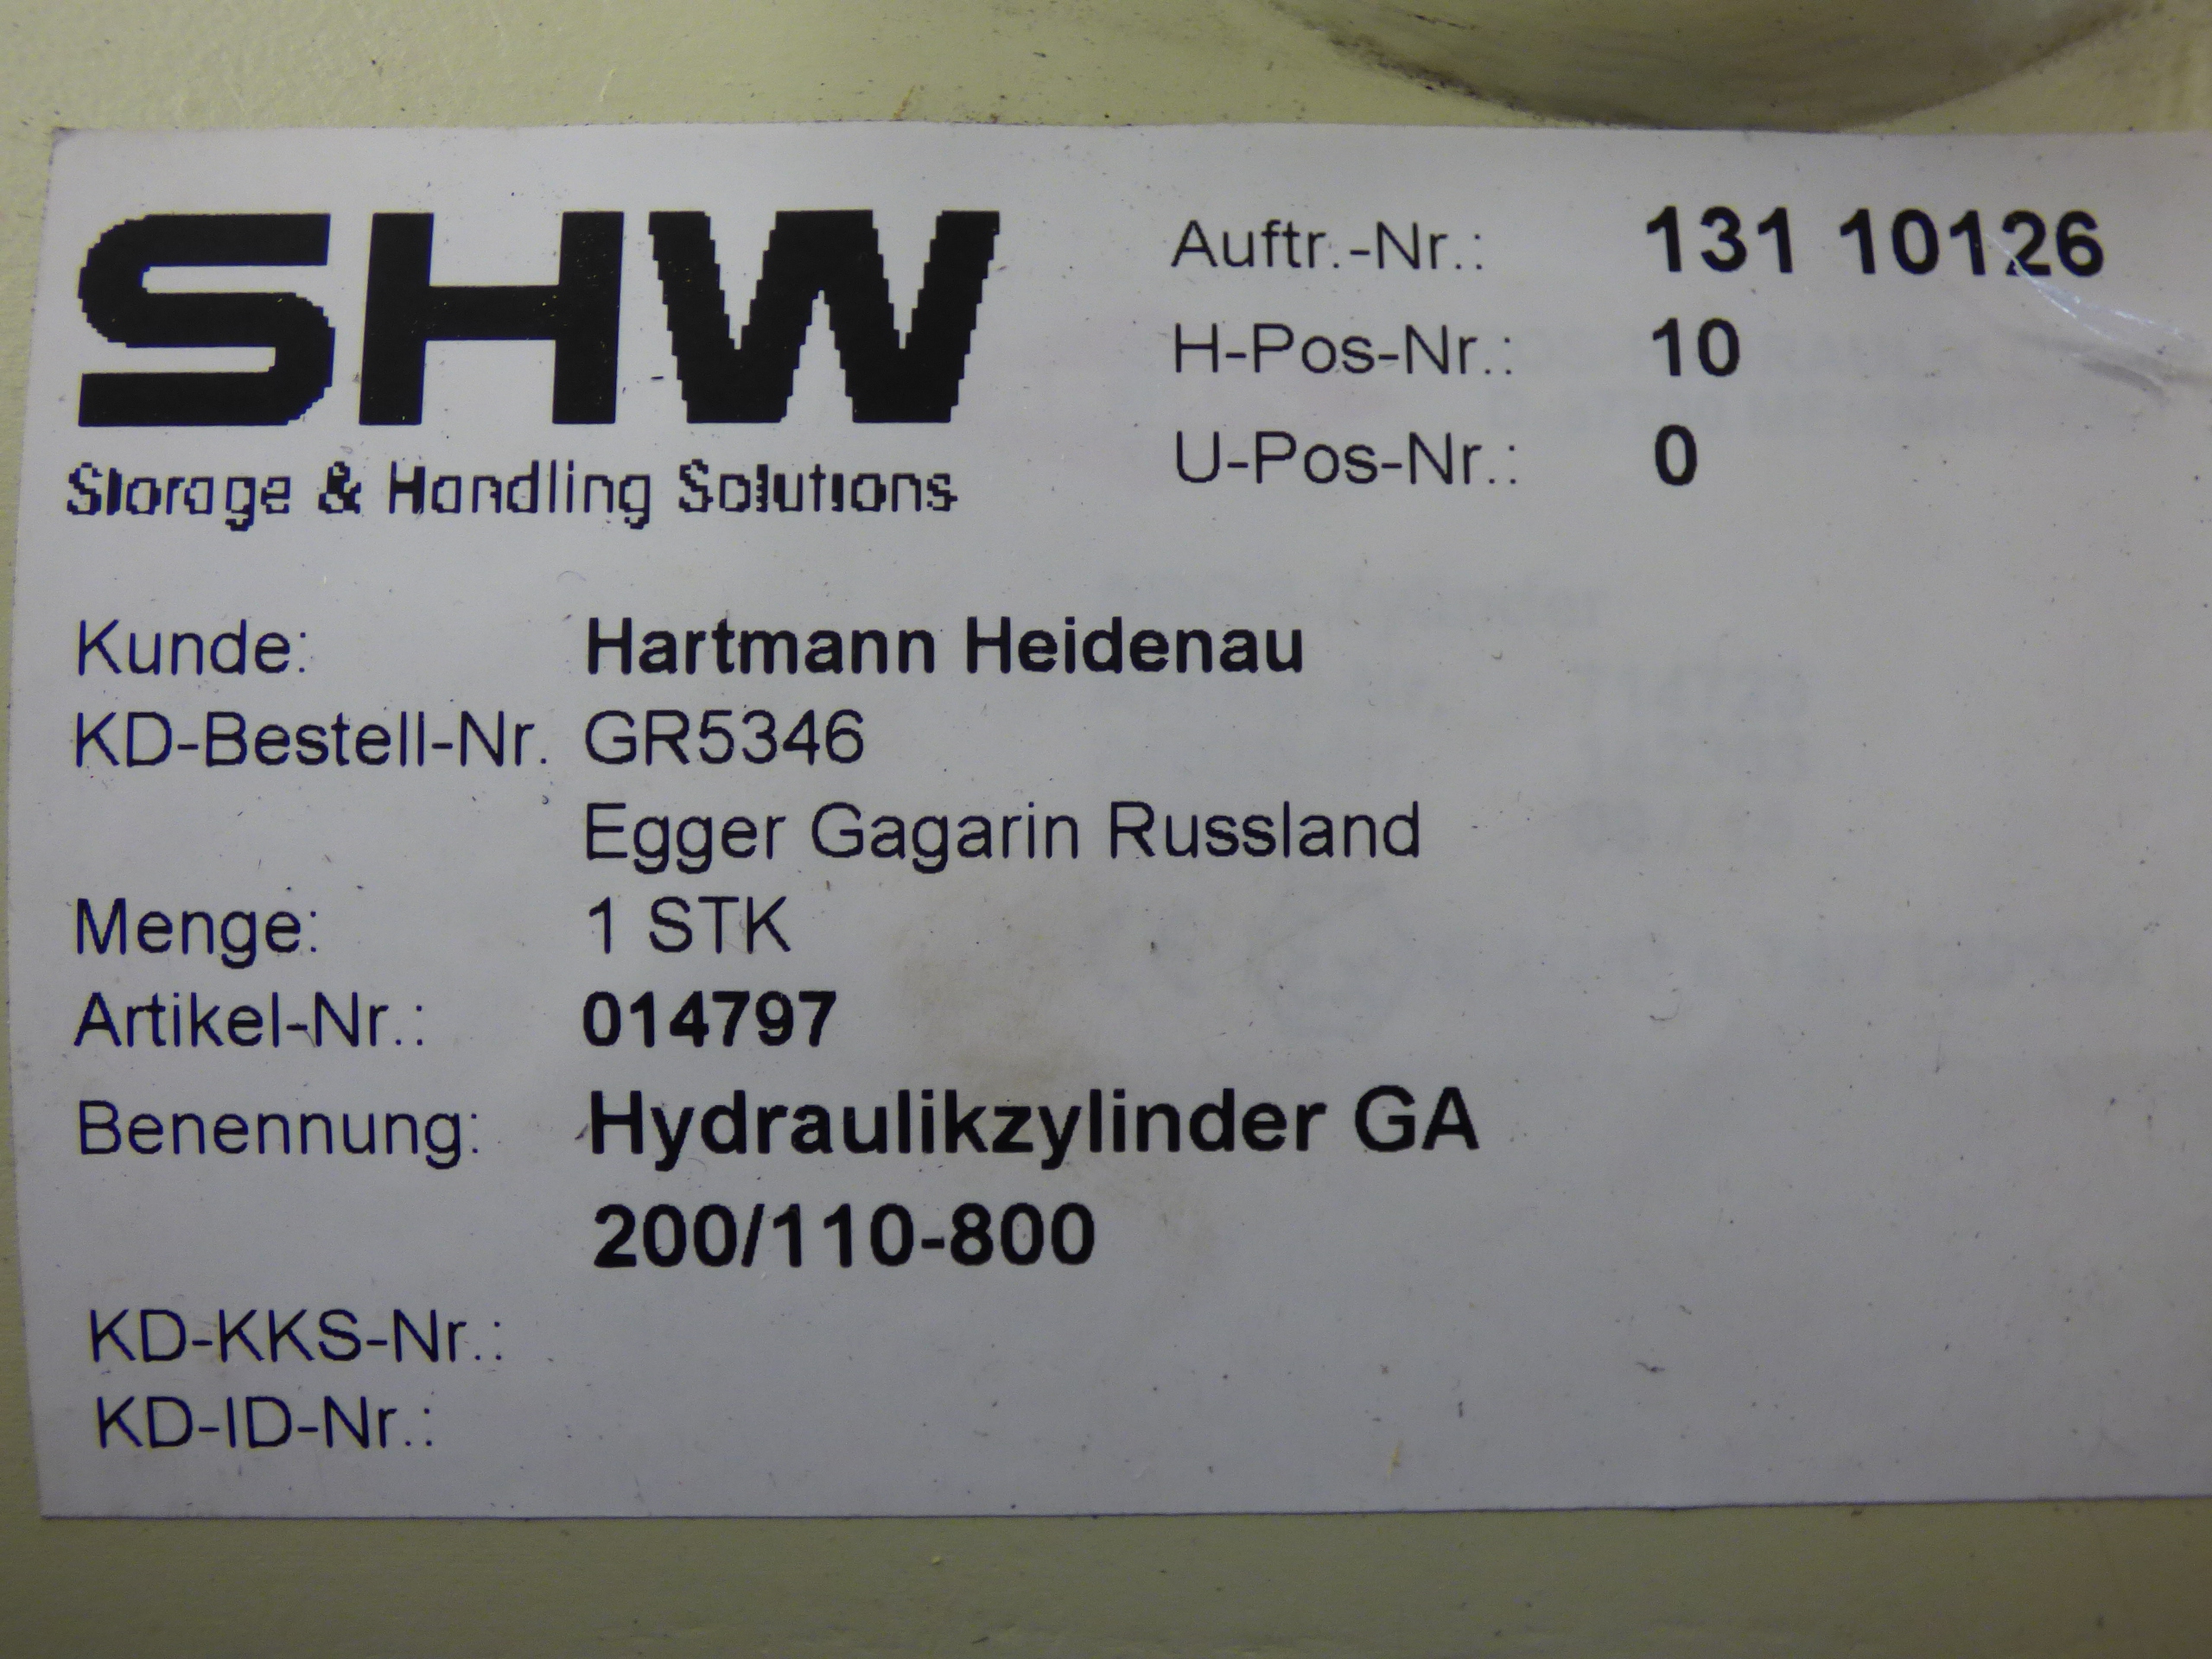 SHW
Storage & Handling Solutions
Auftr.-Nr.: 131 10126
H-Pos-Nr.: 10
U-Pos-Nr.: 0
Kunde: Hartmann Heidenau
KD-Bestell-Nr. GR5346
Egger Gagarin Russland
Menge: 1 STK
Artikel-Nr.: 014797
Benennung: Hydraulikzylinder GA
200/110-800
KD-KKS-Nr.:
KD-ID-Nr.: